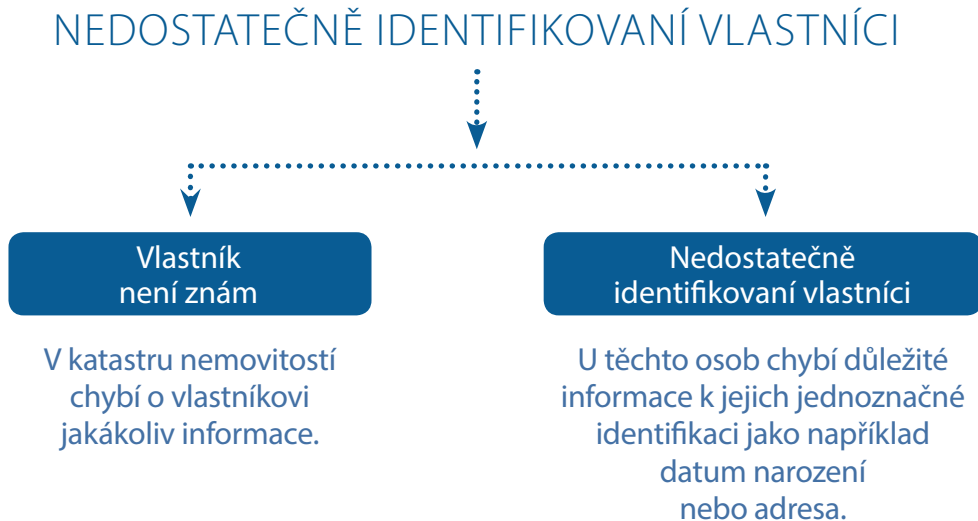 NEDOSTATEČNĚ IDENTIFIKOVANÍ VLASTNÍCI
Vlastník
není znám
V katastru nemovitostí
chybí o vlastníkovi
jakákoliv informace.
Nedostatečně
identifikovaní vlastníci
U těchto osob chybí důležité
informace k jejich jednoznačné
identifikaci jako například
datum narození
nebo adresa.